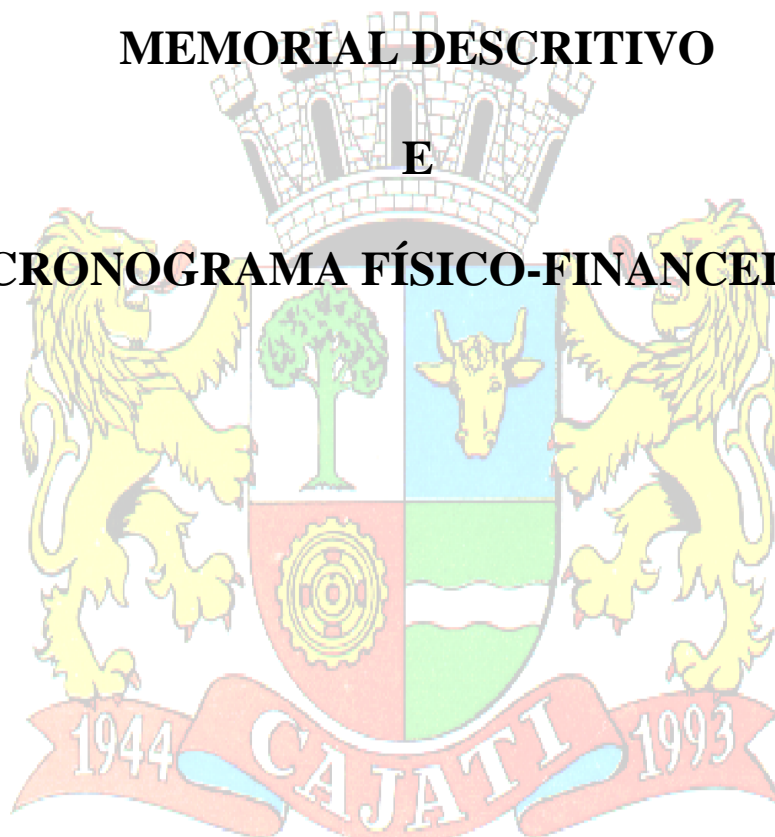 MEMORIAL DESCRITIVO
E
CRONOGRAMA FÍSICO-FINANCEI
1944 CAJATI 1993